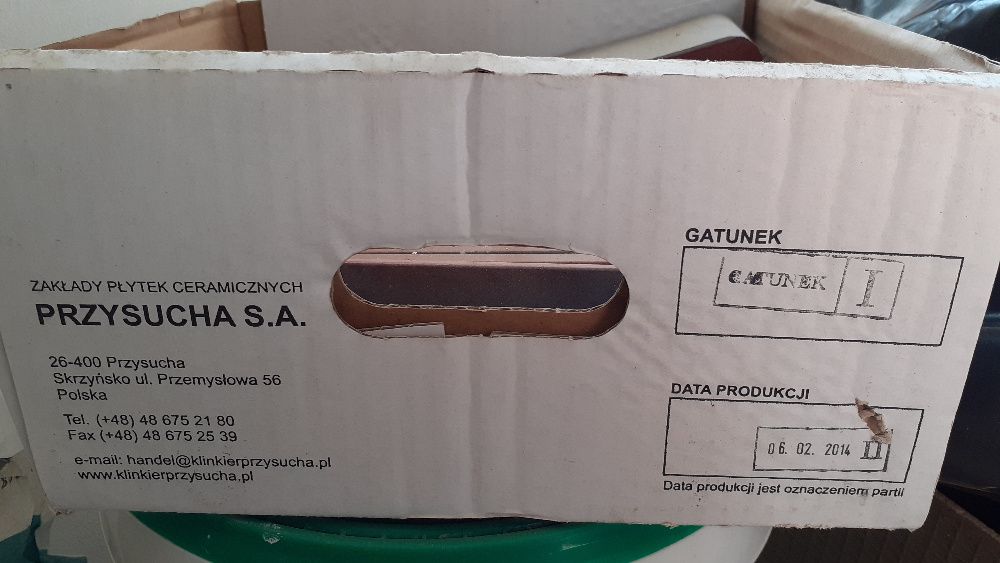 ZAKŁADY PŁYTEK CERAMICZNYCH
PRZYSUCHA S.A.
26-400 Przysucha
Skrzyńsko ul. Przemysłowa 56
Polska
Tel. (+48) 48 675 21 80
Fax (+48) 48 675 25 39
e-mail: handel@klinkierprzysucha.pl
www.klinkierprzysucha.pl
GATUNEK
GATUNEK I
DATA PRODUKCJI
06. 02. 2014 II
Data produkcji jest oznaczeniem partii